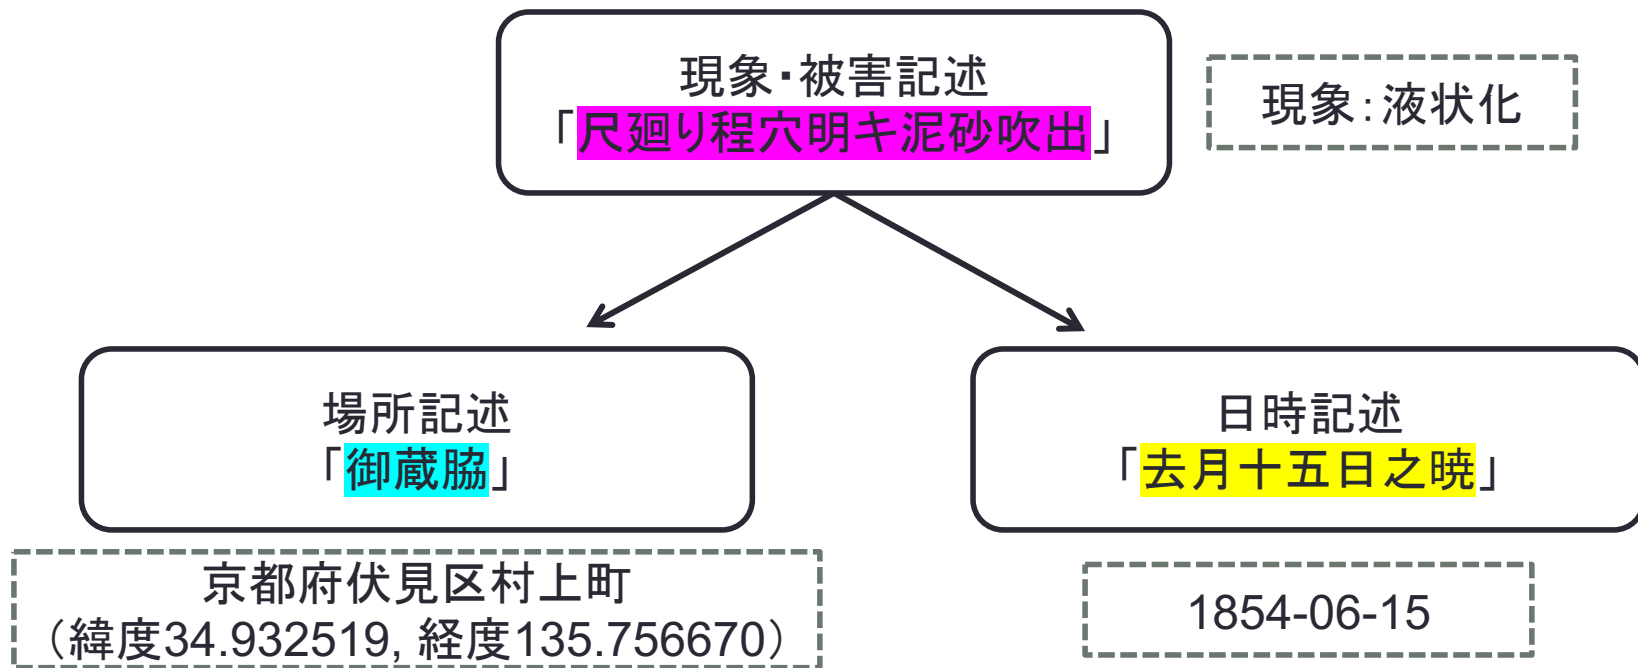 現象・被害記述
「尺廻り程穴明キ泥砂吹出」
現象：液状化
場所記述
「御蔵脇」
日時記述
「去月十五日之暁」
京都府伏見区村上町
（緯度34.932519, 経度135.756670）
1854-06-15